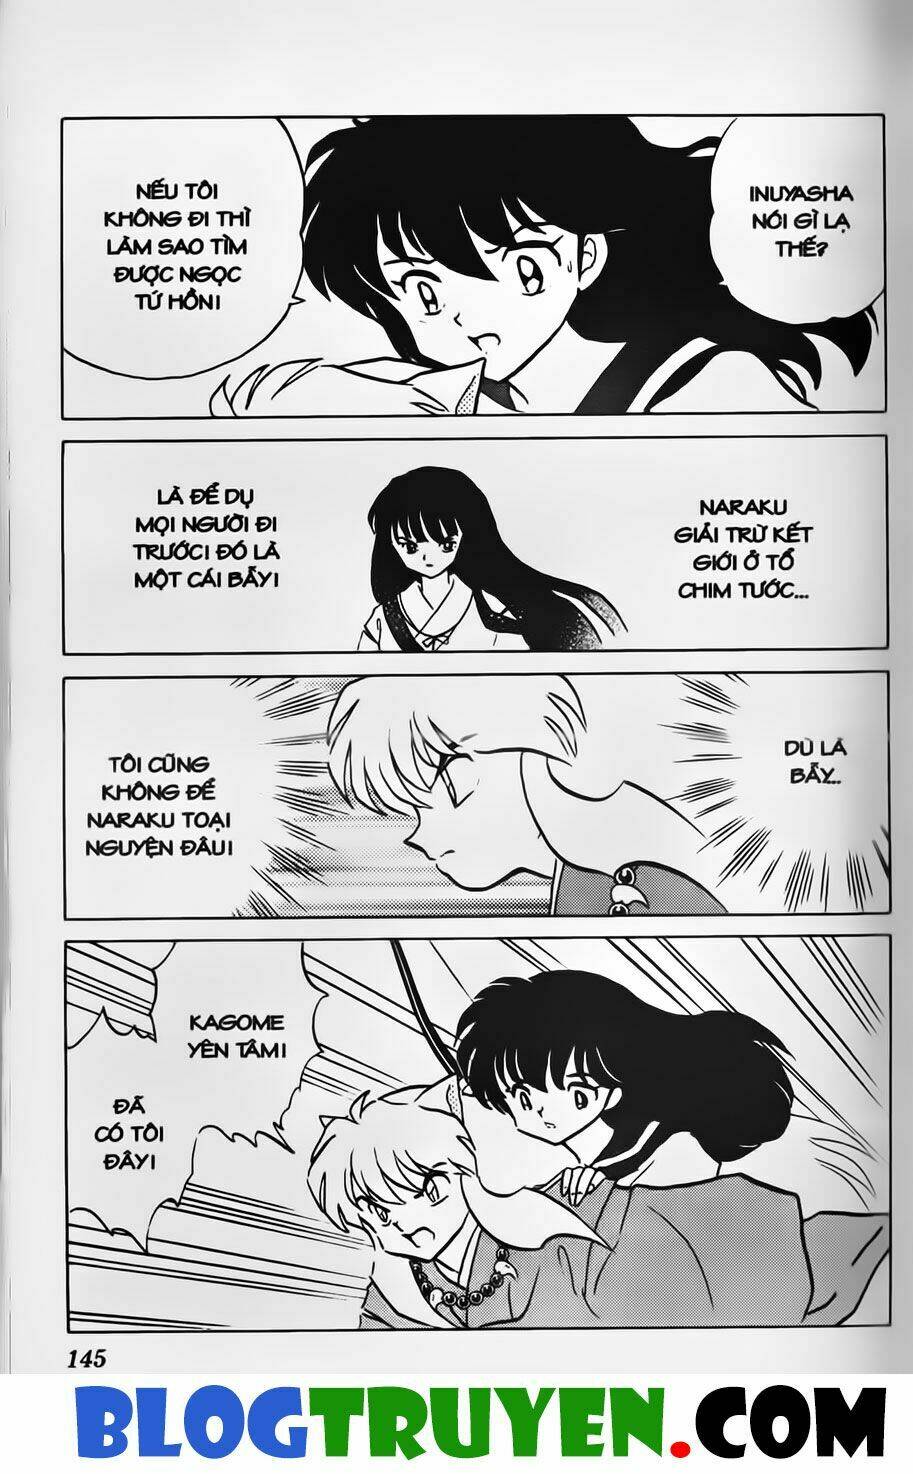 INUYASHA
NÓI GÌ LẠ
THẾ?
NẾU TÔI
KHÔNG ĐI THÌ
LÀM SAO TÌM
ĐƯỢC NGỌC
TỨ HỒN!
NARAKU
GIẢI TRỪ KẾT
GIỚI Ở TỔ
CHIM TƯỚC...
LÀ ĐỂ DỤ
MỌI NGƯỜI ĐI
TRƯỚC! ĐÓ LÀ
MỘT CÁI BẪY!
DÙ LÀ
BẪY...
TÔI CŨNG
KHÔNG ĐỂ
NARAKU TOẠI
NGUYỆN ĐÂU!
KAGOME
YÊN TÂM!
ĐÃ
CÓ TÔI
ĐÂY!
145
BLOGTRUYEN.COM